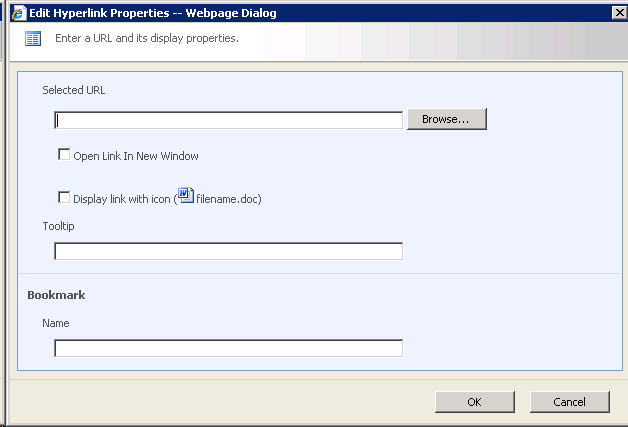 Edit Hyperlink Properties -- Webpage Dialog
Enter a URL and its display properties.
Selected URL
Browse...
Open Link In New Window
Display link with icon (filename.doc)
Tooltip
Bookmark
Name
OK Cancel